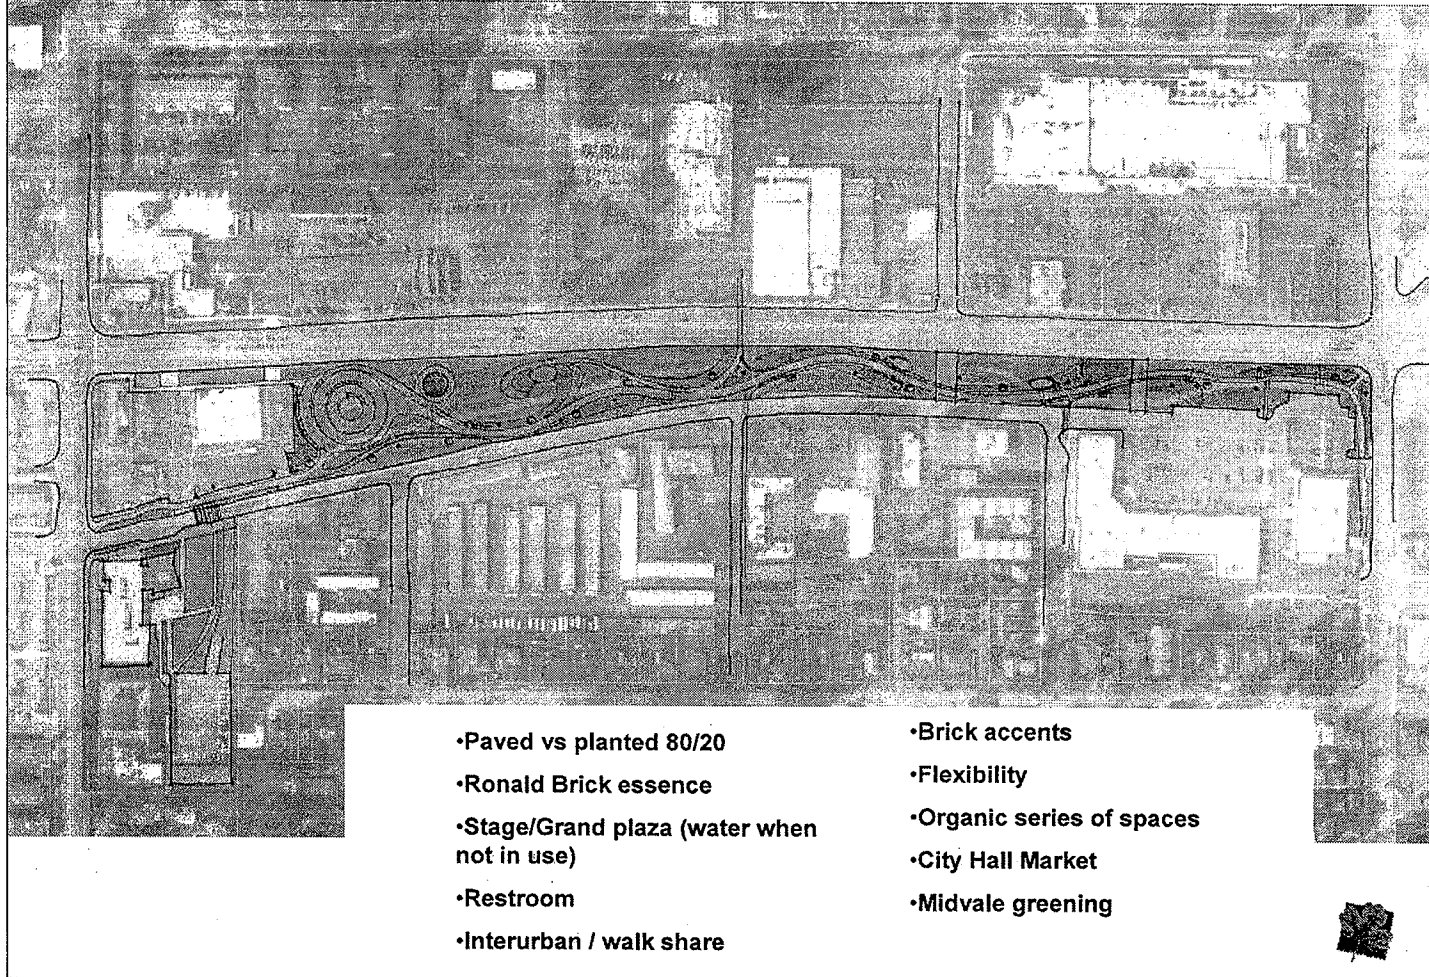 •Paved vs planted 80/20
•Ronald Brick essence
•Stage/Grand plaza (water when
not in use)
•Restroom
•Interurban / walk share
•Brick accents
•Flexibility
•Organic series of spaces
•City Hall Market
•Midvale greening